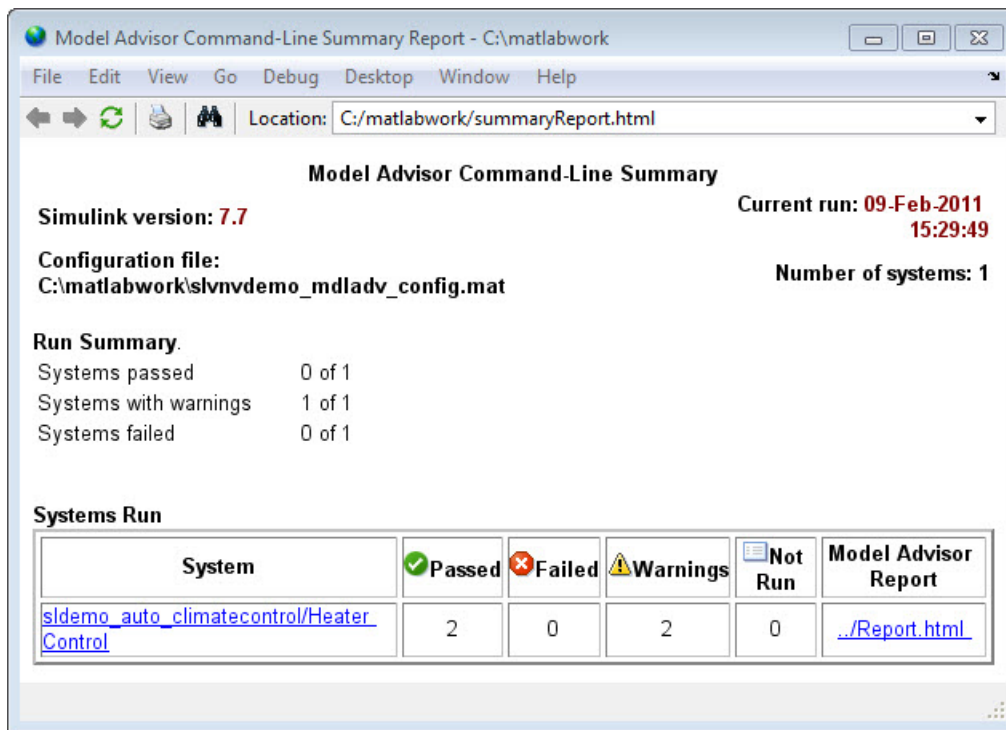 Model Advisor Command-Line Summary Report - C:\matlabwork
File Edit View Go Debug Desktop Window Help
Location: C:/matlabwork/summaryReport.html
Model Advisor Command-Line Summary
Simulink version: 7.7
Current run: 09-Feb-2011
15:29:49
Configuration file:
C:\matlabwork\slvnvdemo_mdladv_config.mat
Number of systems: 1
Run Summary.
Systems passed 0 of 1
Systems with warnings 1 of 1
Systems failed 0 of 1
Systems Run
System Passed Failed Warnings Not Run Model Advisor Report
sldemo_auto_climatecontrol/Heater Control 2 0 2 0 ../Report.html